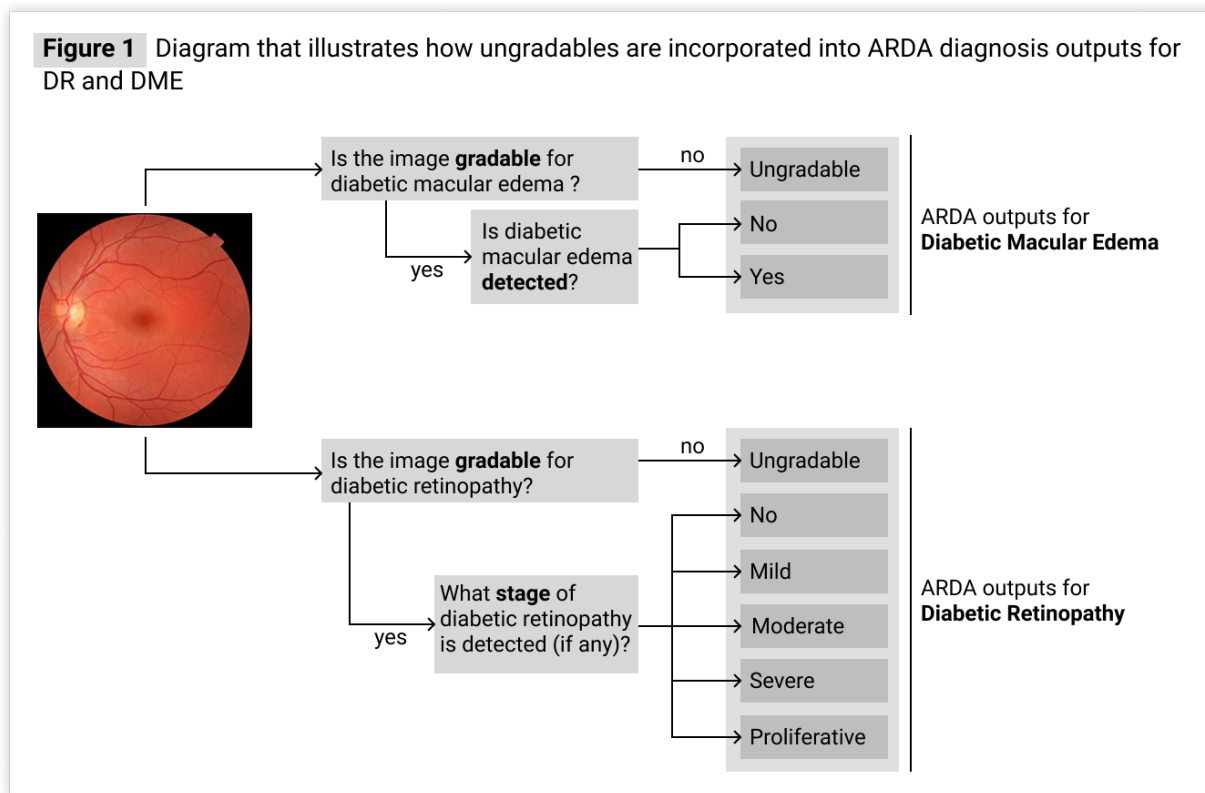 Figure 1 Diagram that illustrates how ungradables are incorporated into ARDA diagnosis outputs for
DR and DME
Is the image gradable for
diabetic macular edema ?
no
Ungradable
yes
Is diabetic
macular edema
detected?
No
Yes
ARDA outputs for
Diabetic Macular Edema
Is the image gradable for
diabetic retinopathy?
no
Ungradable
yes
What stage of
diabetic retinopathy
is detected (if any)?
No
Mild
Moderate
Severe
Proliferative
ARDA outputs for
Diabetic Retinopathy